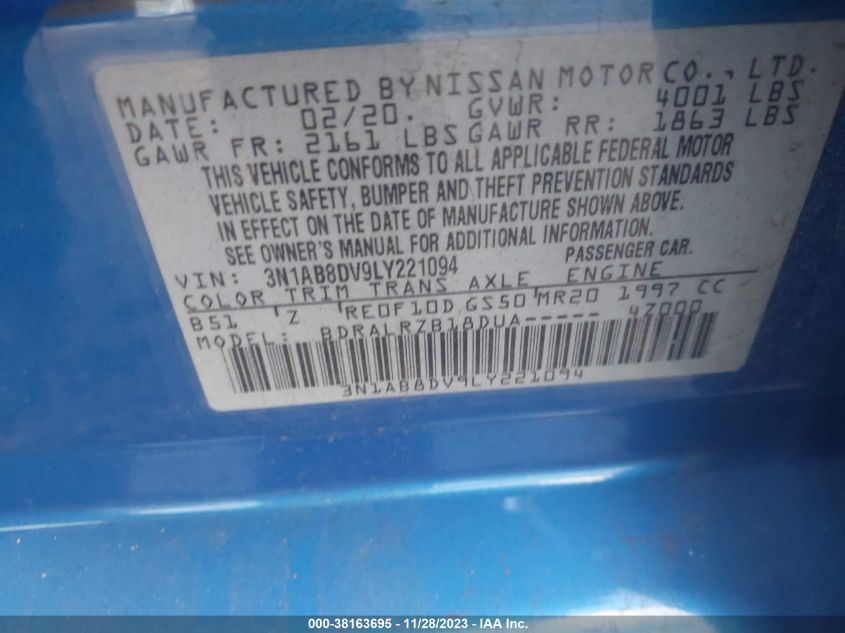 MANUFACTURED BY NISSAN MOTOR CO., LTD.
DATE: 02/20. GVWR: 4001 LBS
GAWR FR: 2161 LBS GAWR RR: 1863 LBS
THIS VEHICLE CONFORMS TO ALL APPLICABLE FEDERAL MOTOR
VEHICLE SAFETY, BUMPER AND THEFT PREVENTION STANDARDS
IN EFFECT ON THE DATE OF MANUFACTURE SHOWN ABOVE.
SEE OWNER'S MANUAL FOR ADDITIONAL INFORMATION.
VIN: 3N1AB8DV9LY221094 PASSENGER CAR.
COLOR TRIM TRANS AXLE ENGINE
B51 Z RE0F10D GS50 MR20 1997 CC
MODEL: BDRALRZB18DUA----- 47000
3N1AB8DV9LY221094
000-38163695 - 11/28/2023 - IAA Inc.